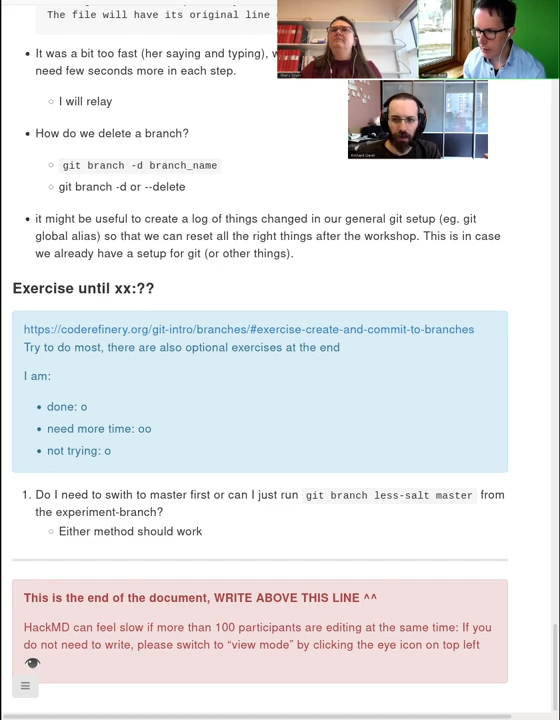 The file will have its original line
It was a bit too fast (her saying and typing), w
need few seconds more in each step.
I will relay
How do we delete a branch?
git branch -d branch_name
git branch -d or --delete
it might be useful to create a log of things changed in our general git setup (eg. git
global alias) so that we can reset all the right things after the workshop. This is in case
we already have a setup for git (or other things).
Exercise until xx:??
https://coderefinery.org/git-intro/branches/#exercise-create-and-commit-to-branches
Try to do most, there are also optional exercises at the end
I am:
done: o
need more time: oo
not trying: o
1. Do I need to swith to master first or can I just run git branch less-salt master from
the experiment-branch?
Either method should work
This is the end of the document, WRITE ABOVE THIS LINE ^^
HackMD can feel slow if more than 100 participants are editing at the same time: If you
do not need to write, please switch to “view mode” by clicking the eye icon on top left